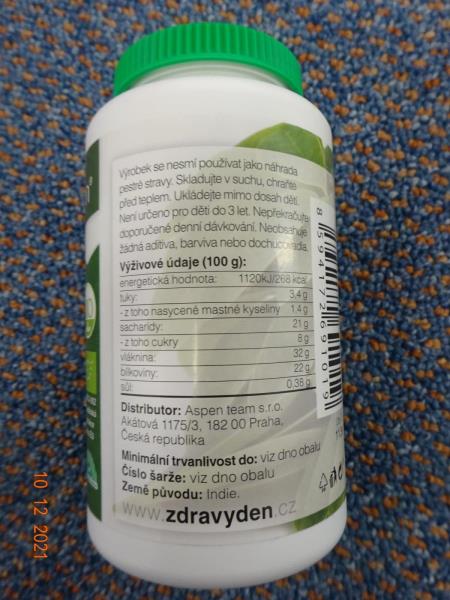 Výrobek se nesmí používat jako náhrada
pestré stravy. Skladujte v suchu, chraňte
před teplem. Ukládejte mimo dosah dětí.
Není určeno pro děti do 3 let. Nepřekračujte
doporučené denní dávkování. Neobsahuje
žádná aditiva, barviva nebo dochucovadla.
Výživové údaje (100 g):
energetická hodnota: 1120kJ/268 kcal
tuky: 3,4 g
- z toho nasycené mastné kyseliny 1,4 g
sacharidy: 21 g
- z toho cukry 8 g
vláknina: 32 g
bílkoviny: 22 g
sůl: 0,38 g
Distributor: Aspen team s.r.o.
Akátová 1175/3, 182 00 Praha,
Česká republika
Minimální trvanlivost do: viz dno obalu
Číslo šarže: viz dno obalu
Země původu: Indie.
www.zdravyden.cz
8 594172 691019
10 12 2021